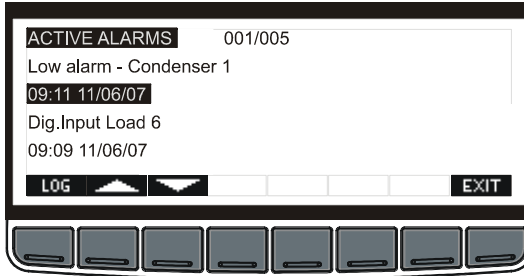 ACTIVE ALARMS 001/005
Low alarm - Condenser 1
09:11 11/06/07
Dig.Input Load 6
09:09 11/06/07
LOG EXIT